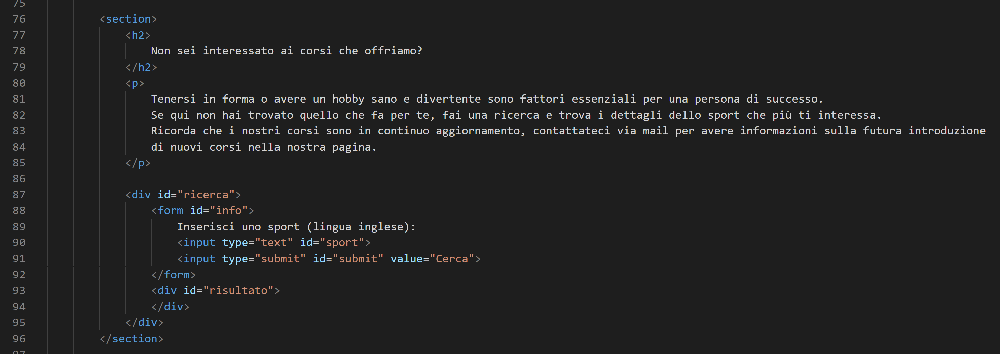 75
76 <section>
77 <h2>
78 Non sei interessato ai corsi che offriamo?
79 </h2>
80 <p>
81 Tenersi in forma o avere un hobby sano e divertente sono fattori essenziali per una persona di successo.
82 Se qui non hai trovato quello che fa per te, fai una ricerca e trova i dettagli dello sport che più ti interessa.
83 Ricorda che i nostri corsi sono in continuo aggiornamento, contattateci via mail per avere informazioni sulla futura introduzione
84 di nuovi corsi nella nostra pagina.
85 </p>
86
87 <div id="ricerca">
88 <form id="info">
89 Inserisci uno sport (lingua inglese):
90 <input type="text" id="sport">
91 <input type="submit" id="submit" value="Cerca">
92 </form>
93 <div id="risultato">
94 </div>
95 </div>
96 </section>
97